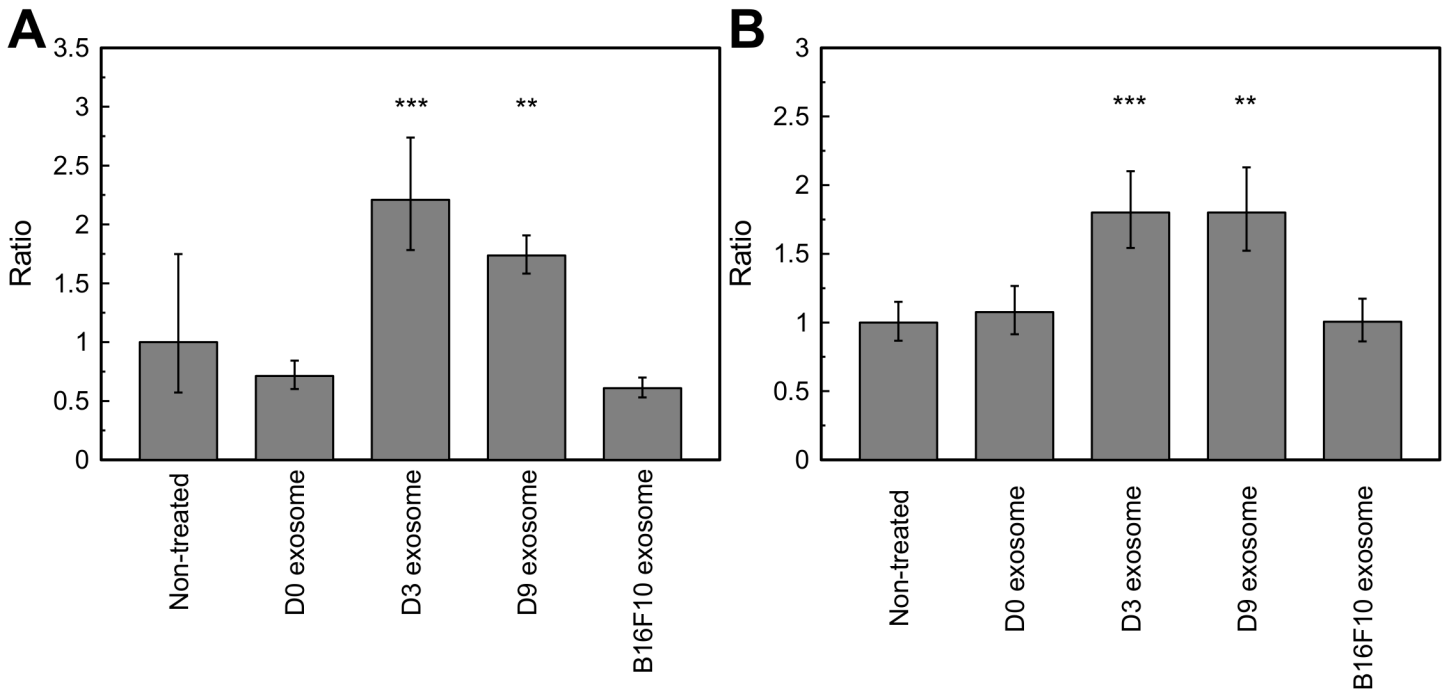 A
3.5
3
2.5
2
1.5
1
0.5
0
Ratio
***
**
Non-treated
D0 exosome
D3 exosome
D9 exosome
B16F10 exosome
B
3
2.5
2
1.5
1
0.5
0
Ratio
***
**
Non-treated
D0 exosome
D3 exosome
D9 exosome
B16F10 exosome